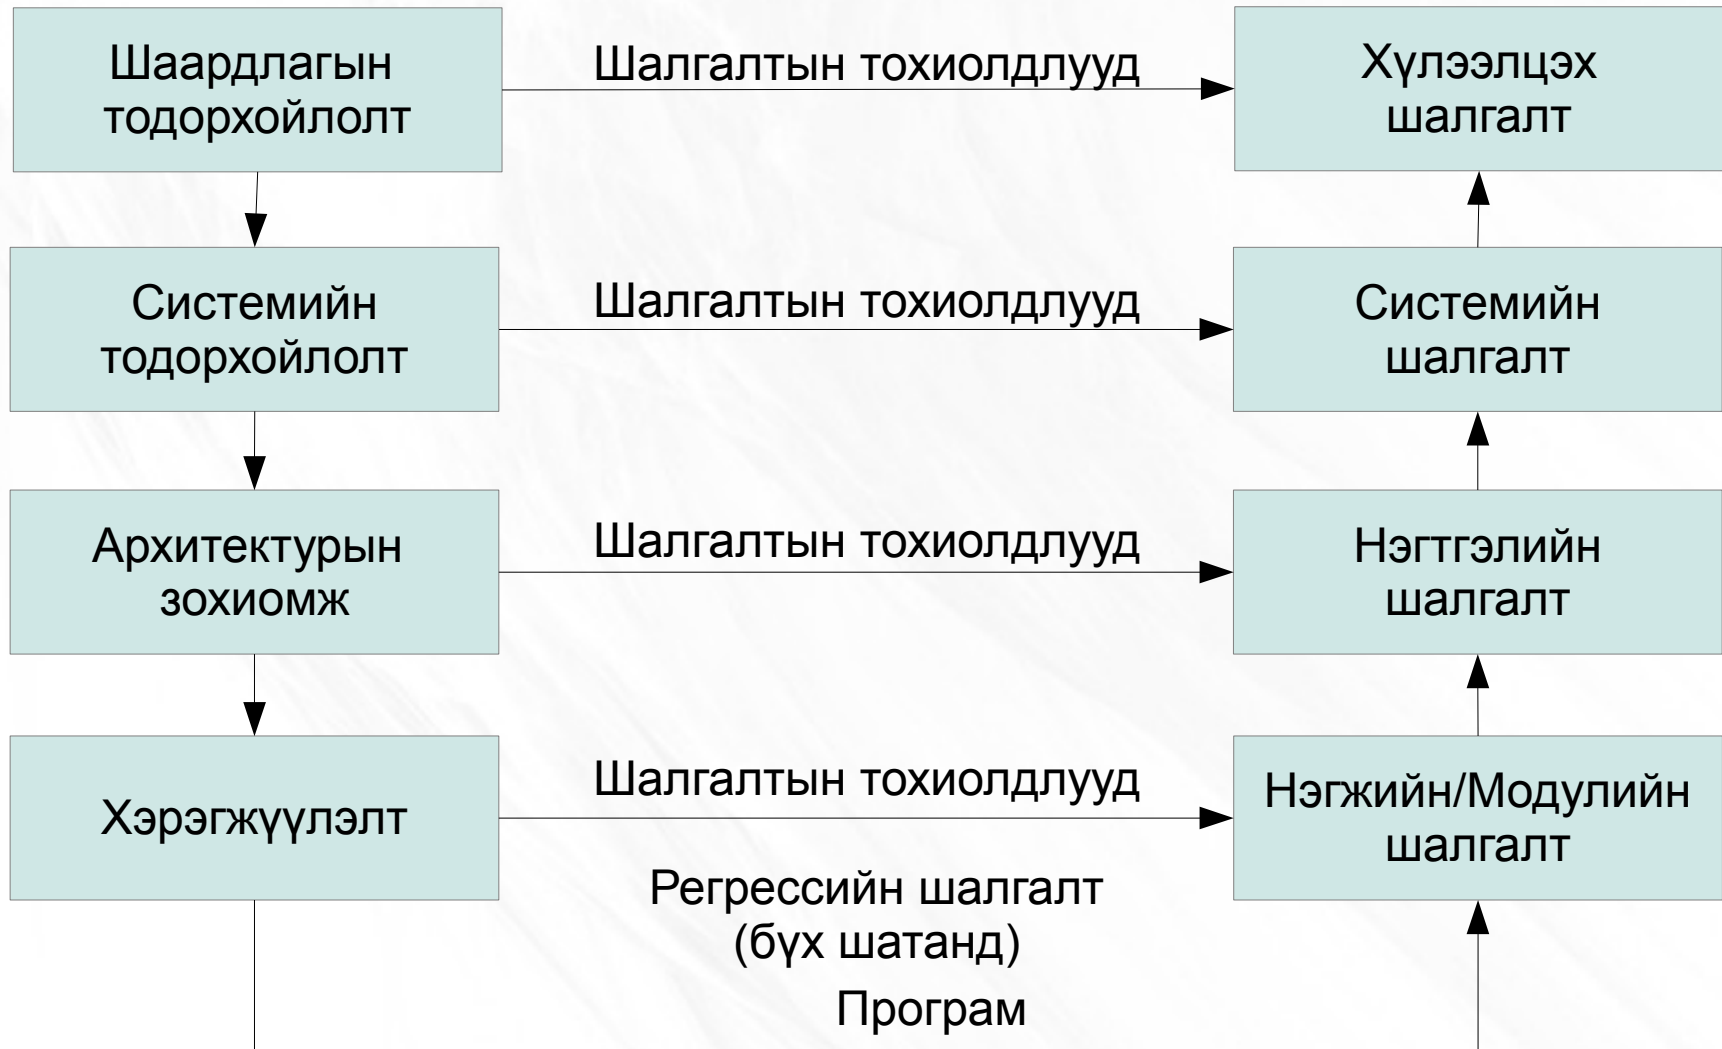 Шаардлагын
тодорхойлолт
Шалгалтын тохиолдлууд
Хүлээлцэх
шалгалт
Системийн
тодорхойлолт
Шалгалтын тохиолдлууд
Системийн
шалгалт
Архитектурын
зохиомж
Шалгалтын тохиолдлууд
Нэгтгэлийн
шалгалт
Хэрэгжүүлэлт
Шалгалтын тохиолдлууд
Нэгжийн/Модулийн
шалгалт
Регрессийн шалгалт
(бүх шатанд)
Програм